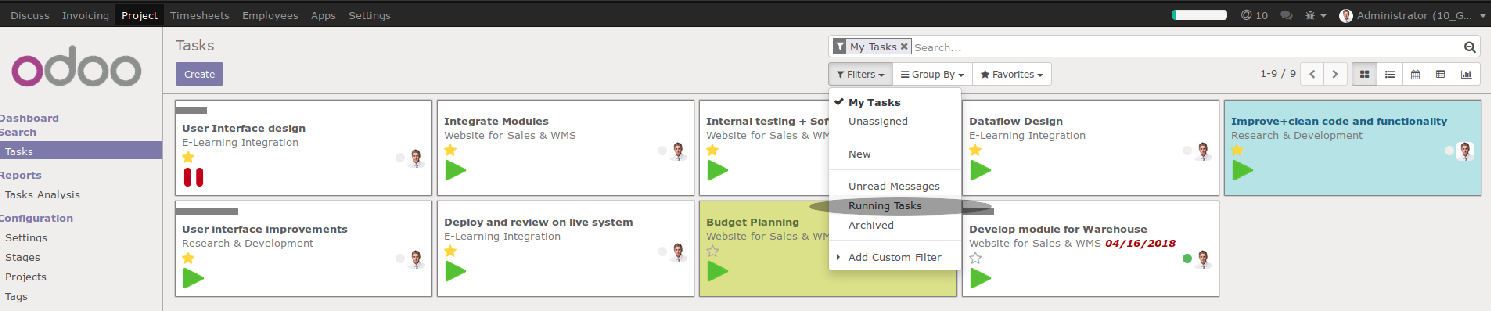 Discuss Invoicing Project Timesheets Employees Apps Settings @ 10 Administrator (10_G...
odoo
Tasks
My Tasks ✖ Search...
Create
Filters Group By Favorites 1-9 / 9
Dashboard
Search
Tasks
Reports
Tasks Analysis
Configuration
Settings
Stages
Projects
Tags
My Tasks
Unassigned
New
Unread Messages
Running Tasks
Archived
Add Custom Filter
User Interface design
E-Learning Integration
Integrate Modules
Website for Sales & WMS
Internal testing + Sof
Website for Sales & WM
Dataflow Design
E-Learning Integration
Improve+clean code and functionality
Research & Development
User interface improvements
Research & Development
Deploy and review on live system
E-Learning Integration
Budget Planning
Website for Sales & WM
Develop module for Warehouse
Website for Sales & WMS 04/16/2018